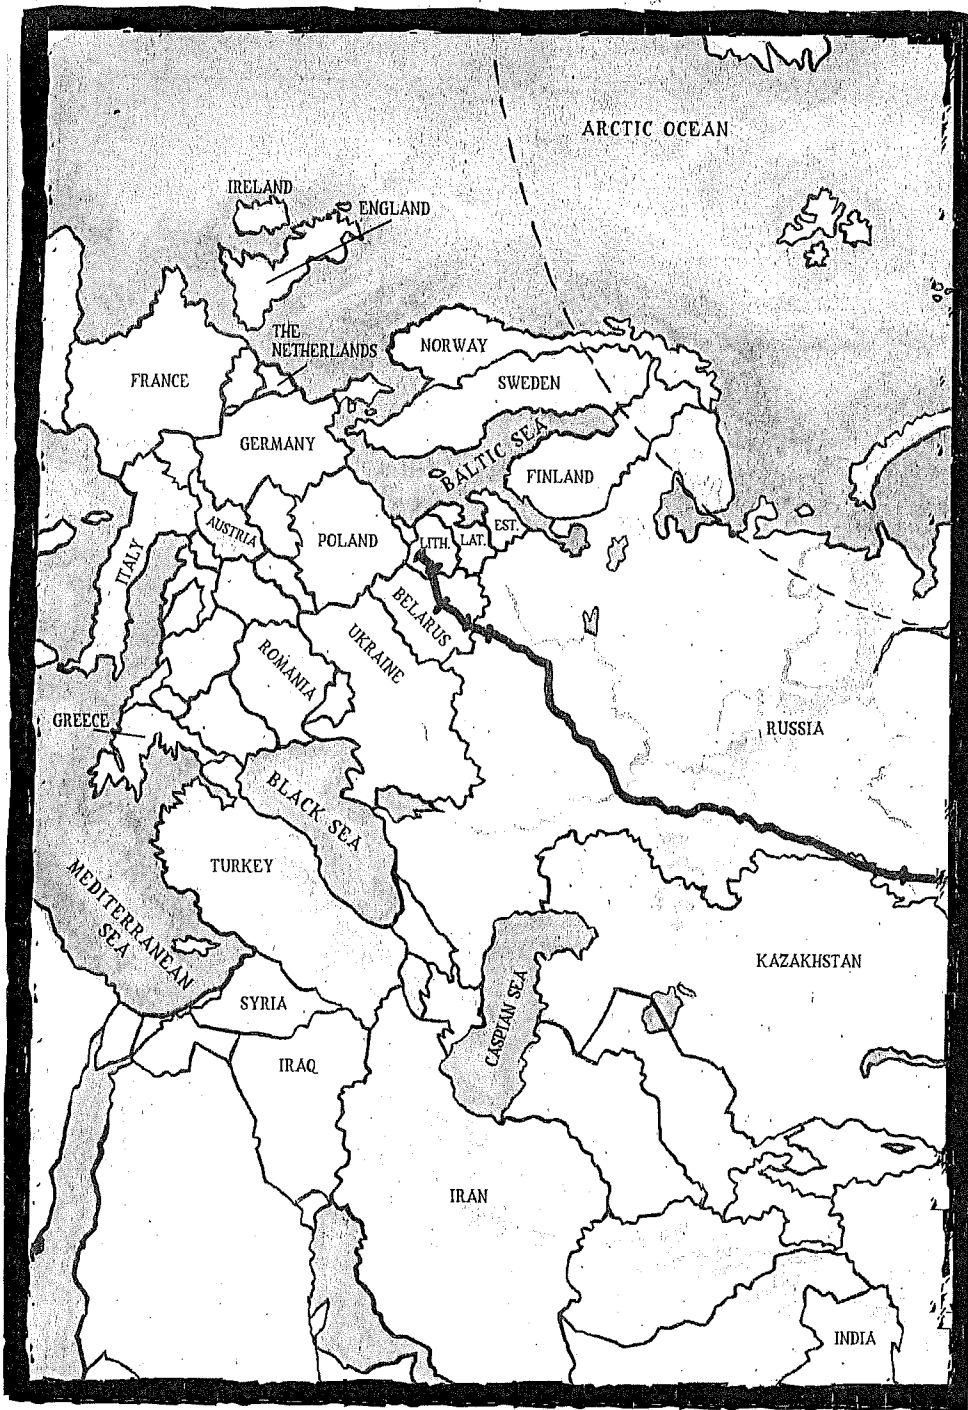 ARCTIC OCEAN
IRELAND
ENGLAND
THE
NETHERLANDS
NORWAY
FRANCE
SWEDEN
GERMANY
BALTIC SEA
FINLAND
AUSTRIA
POLAND
EST.
LITH.
LAT.
ITALY
BELARUS
UKRAINE
ROMANIA
GREECE
RUSSIA
BLACK SEA
TURKEY
MEDITERRANEAN
SEA
KAZAKHSTAN
SYRIA
CASPIAN SEA
IRAQ
IRAN
INDIA